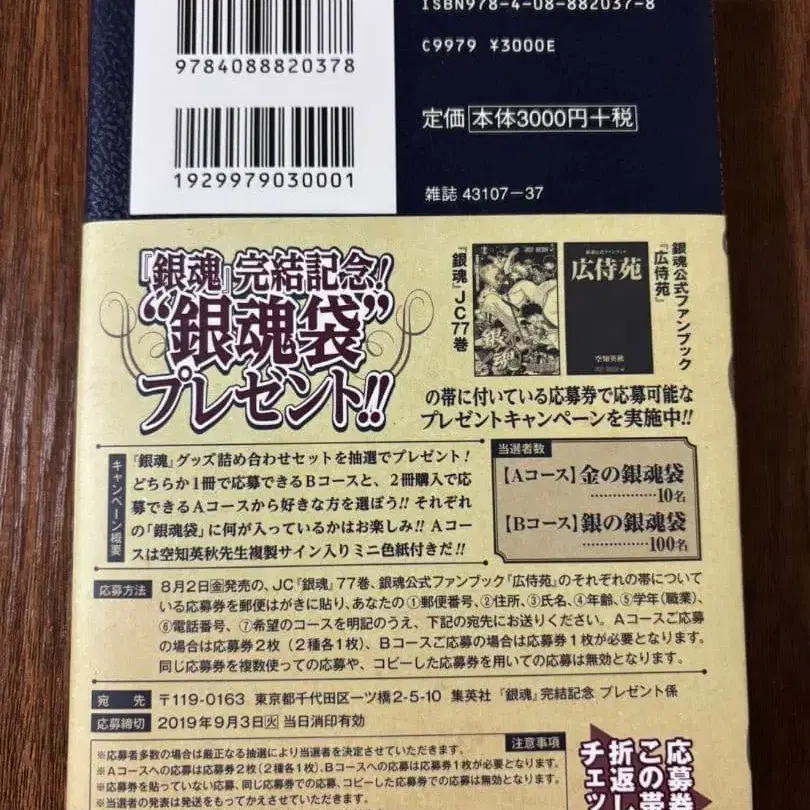 ISBN978-4-08-882037-8
9784088820378
C9979 ¥3000E
定価 本体3000円+税
1929979030001
雑誌 43107-37
『銀魂』完結記念!
“銀魂袋”
プレゼント!!
『銀魂』JC77巻
広侍苑
空知英秋
銀魂公式ファンブック
『広侍苑』
の帯に付いている応募券で応募可能な
プレゼントキャンペーンを実施中!!
キャンペーン概要
『銀魂』グッズ詰め合わせセットを抽選でプレゼント!
どちらか1冊で応募できるBコースと、2冊購入で応
募できるAコースから好きな方を選ぼう!! それぞれ
の「銀魂袋」に何が入っているかはお楽しみ!! Aコー
スは空知英秋先生複製サイン入りミニ色紙付きだ!!
当選者数
【Aコース】金の銀魂袋
10名
【Bコース】銀の銀魂袋
100名
応募方法
8月2日㊎発売の、JC『銀魂』77巻、銀魂公式ファンブック『広侍苑』のそれぞれの帯につい
ている応募券を郵便はがきに貼り、あなたの①郵便番号、②住所、③氏名、④年齢、⑤学年(職業)、
⑥電話番号、⑦希望のコースを明記のうえ、下記の宛先にお送りください。Aコースご応募
の場合は応募券2枚(2種各1枚)、Bコースご応募の場合は応募券1枚が必要となります。
同じ応募券を複数使っての応募や、コピーした応募券を用いての応募は無効となります。
宛先
〒119-0163 東京都千代田区一ツ橋2-5-10 集英社『銀魂』完結記念 プレゼント係
応募締切
2019年9月3日㊋ 当日消印有効
注意事項
※応募者多数の場合は厳正なる抽選により当選者を決定させていただきます。
※Aコースへの応募は応募券2枚(2種各1枚)、Bコースへの応募は応募券1枚が必要となります。
※応募券を貼っていない応募、同じ応募券での応募、コピーした応募券での応募は無効となります。
※当選者の発表は発送をもってかえさせていただきます。
応募券
この帯
折返し
チェッ